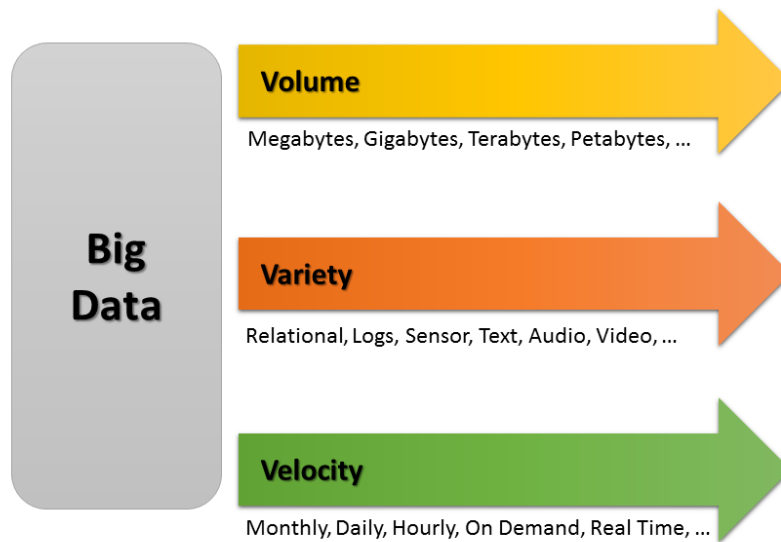 Big
Data
Volume
Megabytes, Gigabytes, Terabytes, Petabytes, ...
Variety
Relational, Logs, Sensor, Text, Audio, Video, ...
Velocity
Monthly, Daily, Hourly, On Demand, Real Time, ...